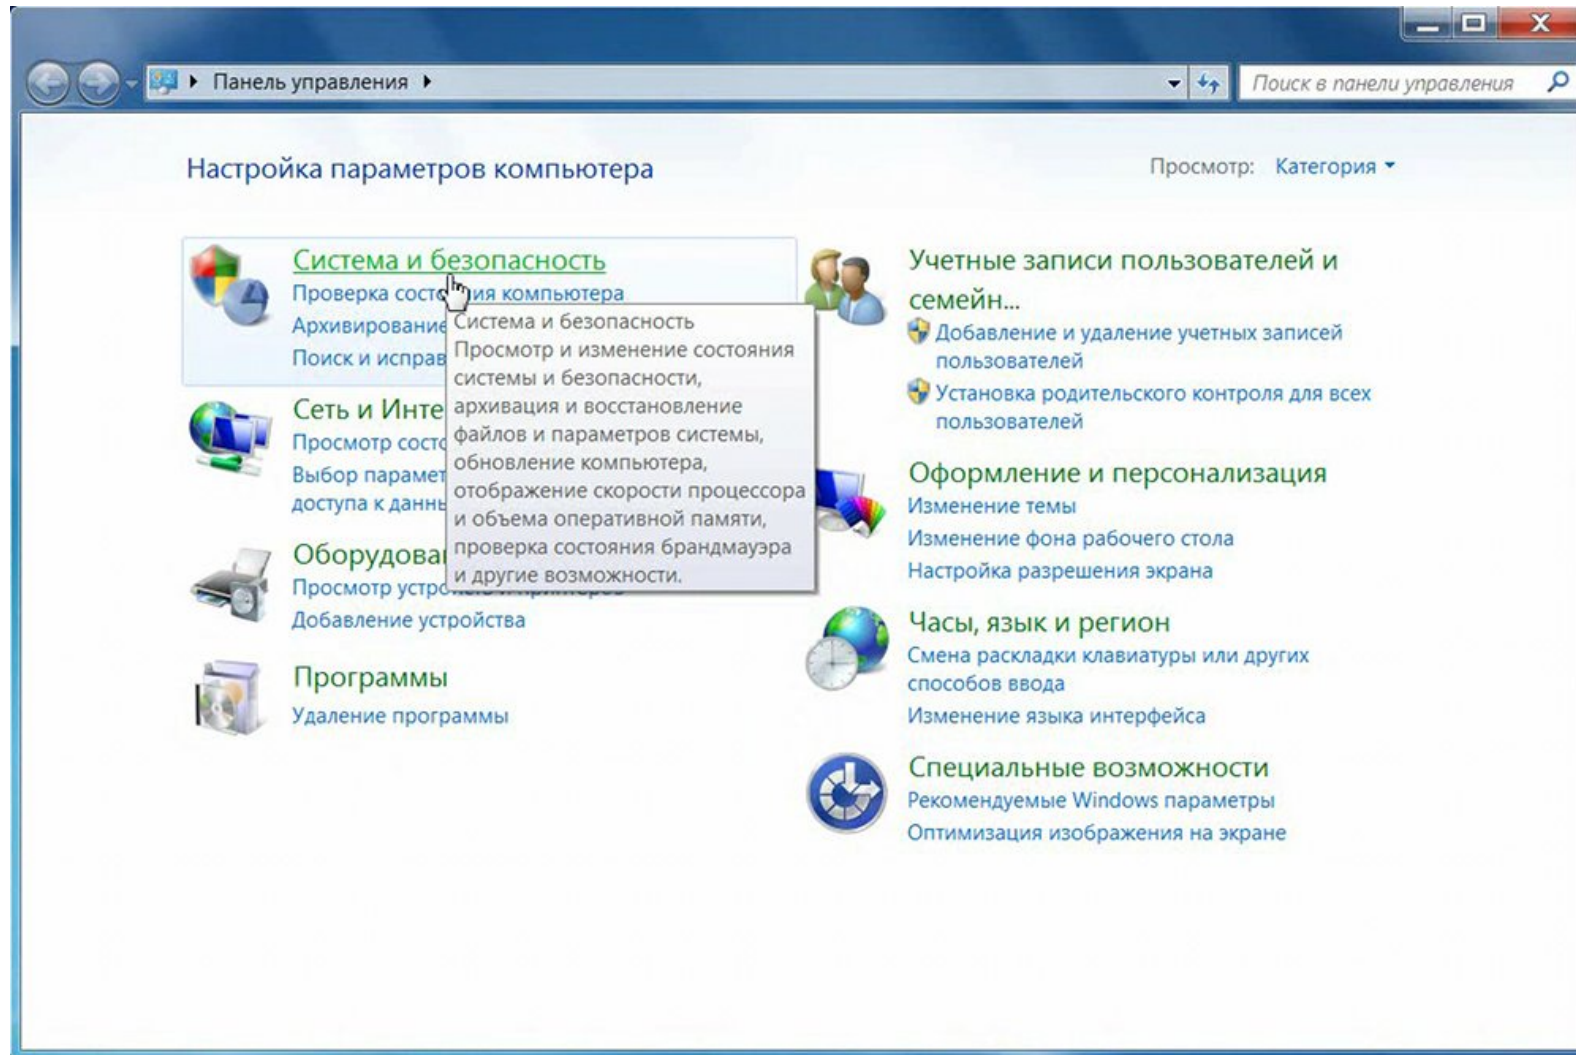 Панель управления
Поиск в панели управления
Настройка параметров компьютера
Просмотр: Категория
Система и безопасность
Проверка состояния компьютера
Архивирование
Поиск и исправ
Система и безопасность
Просмотр и изменение состояния
системы и безопасности,
архивация и восстановление
файлов и параметров системы,
обновление компьютера,
отображение скорости процессора
и объема оперативной памяти,
проверка состояния брандмауэра
и другие возможности.
Сеть и Инте
Просмотр состо
Выбор парамет
доступа к данны
Оборудова
Просмотр устройств и принтеров
Добавление устройства
Программы
Удаление программы
Учетные записи пользователей и
семейн...
Добавление и удаление учетных записей
пользователей
Установка родительского контроля для всех
пользователей
Оформление и персонализация
Изменение темы
Изменение фона рабочего стола
Настройка разрешения экрана
Часы, язык и регион
Смена раскладки клавиатуры или других
способов ввода
Изменение языка интерфейса
Специальные возможности
Рекомендуемые Windows параметры
Оптимизация изображения на экране